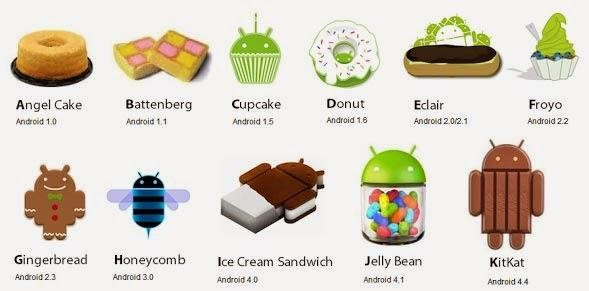 Angel Cake
Android 1.0
Battenberg
Android 1.1
Cupcake
Android 1.5
Donut
Android 1.6
Eclair
Android 2.0/2.1
Froyo
Android 2.2
Gingerbread
Android 2.3
Honeycomb
Android 3.0
Ice Cream Sandwich
Android 4.0
Jelly Bean
Android 4.1
KitKat
Android 4.4